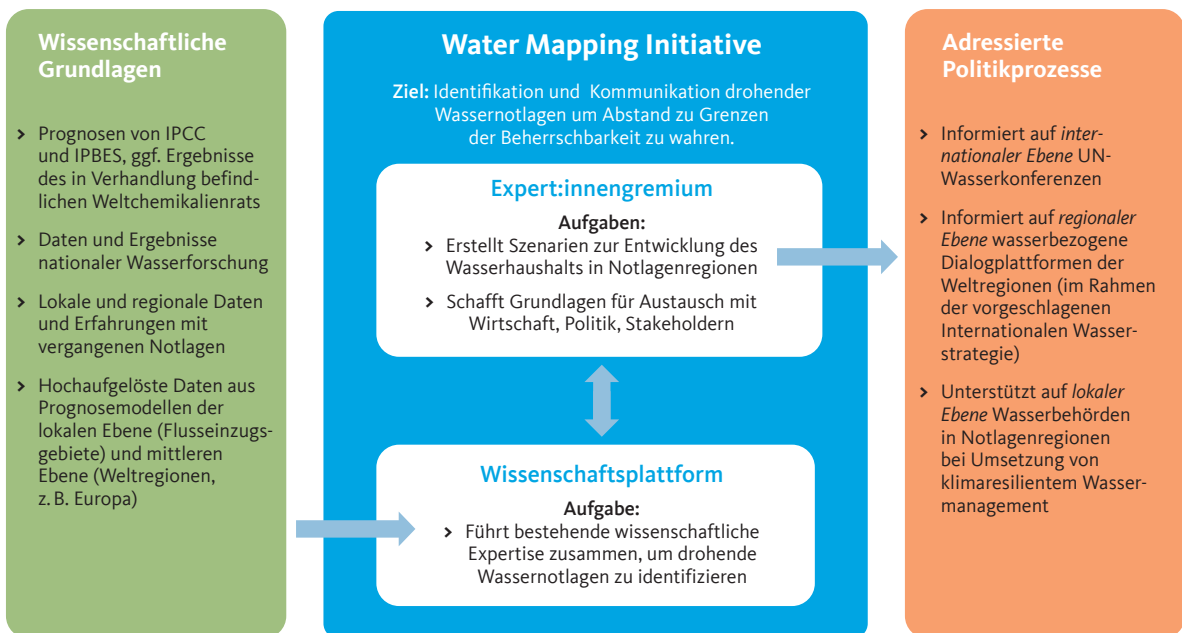 Wissenschaftliche
Grundlagen
> Prognosen von IPCC
und IPBES, ggf. Ergebnisse
des in Verhandlung befind-
lichen Weltchemikalienrats
> Daten und Ergebnisse
nationaler Wasserforschung
> Lokale und regionale Daten
und Erfahrungen mit
vergangenen Notlagen
> Hochaufgelöste Daten aus
Prognosemodellen der
lokalen Ebene (Flusseinzugs-
gebiete) und mittleren
Ebene (Weltregionen,
z. B. Europa)
Water Mapping Initiative
Ziel: Identifikation und Kommunikation drohender
Wassernotlagen um Abstand zu Grenzen
der Beherrschbarkeit zu wahren.
Expert:innengremium
Aufgaben:
> Erstellt Szenarien zur Entwicklung des
Wasserhaushalts in Notlagenregionen
> Schafft Grundlagen für Austausch mit
Wirtschaft, Politik, Stakeholdern
Wissenschaftsplattform
Aufgabe:
> Führt bestehende wissenschaftliche
Expertise zusammen, um drohende
Wassernotlagen zu identifizieren
Adressierte
Politikprozesse
> Informiert auf inter-
nationaler Ebene UN-
Wasserkonferenzen
> Informiert auf regionaler
Ebene wasserbezogene
Dialogplattformen der
Weltregionen (im Rahmen
der vorgeschlagenen
Internationalen Wasser-
strategie)
> Unterstützt auf lokaler
Ebene Wasserbehörden
in Notlagenregionen
bei Umsetzung von
klimaresilientem Wasser-
management